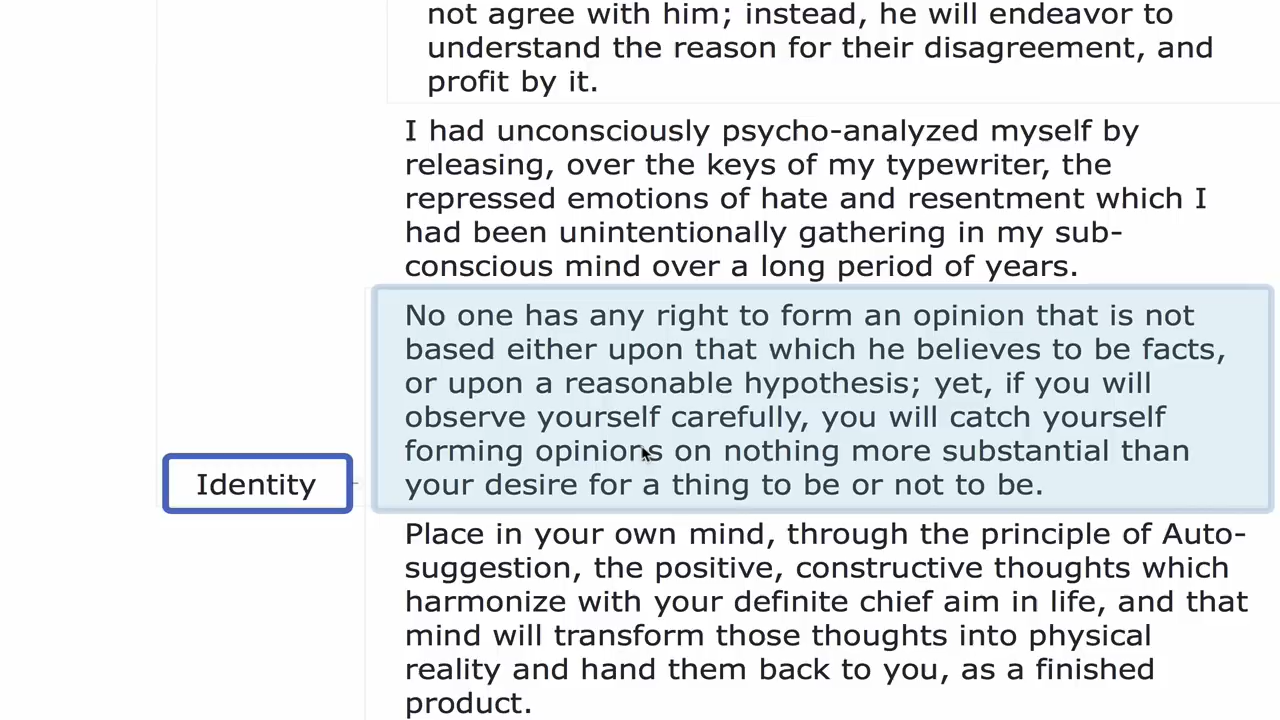 not agree with him; instead, he will endeavor to
understand the reason for their disagreement, and
profit by it.
I had unconsciously psycho-analyzed myself by
releasing, over the keys of my typewriter, the
repressed emotions of hate and resentment which I
had been unintentionally gathering in my sub-
conscious mind over a long period of years.
No one has any right to form an opinion that is not
based either upon that which he believes to be facts,
or upon a reasonable hypothesis; yet, if you will
observe yourself carefully, you will catch yourself
forming opinions on nothing more substantial than
your desire for a thing to be or not to be.
Identity
Place in your own mind, through the principle of Auto-
suggestion, the positive, constructive thoughts which
harmonize with your definite chief aim in life, and that
mind will transform those thoughts into physical
reality and hand them back to you, as a finished
product.